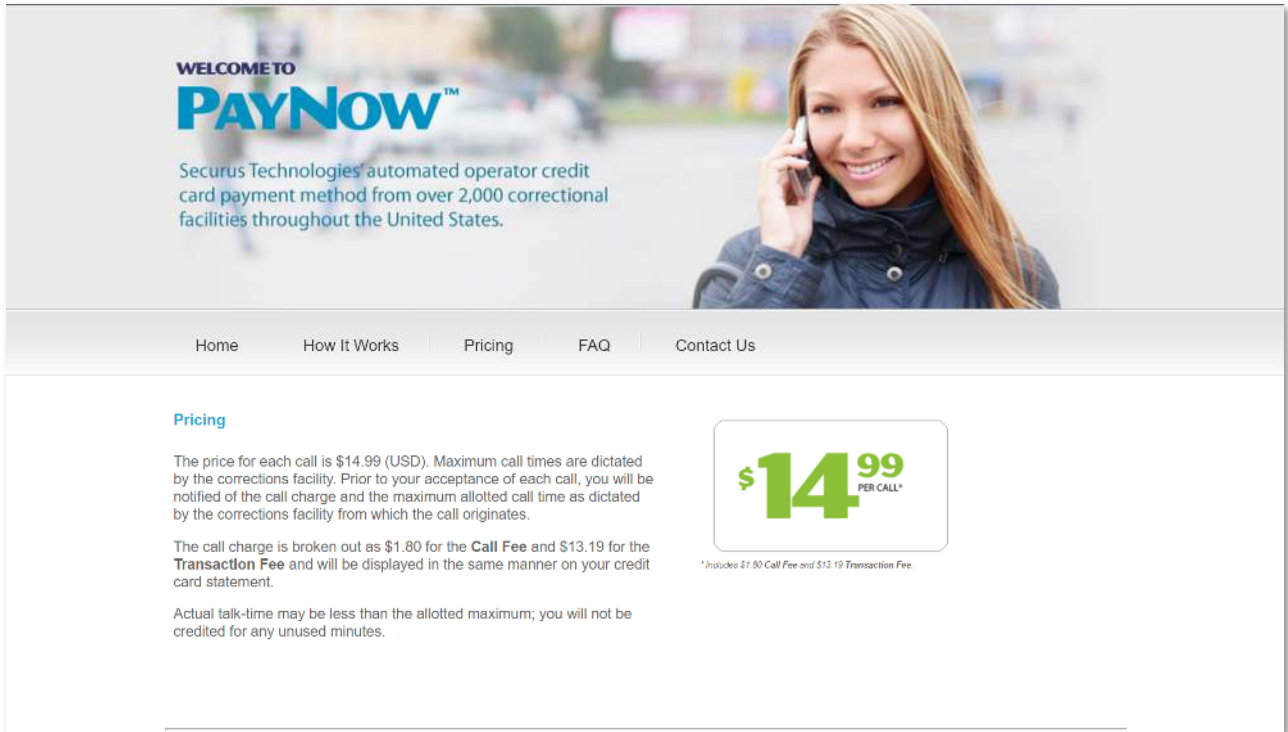 WELCOME TO
PAYNOW™
Securus Technologies' automated operator credit
card payment method from over 2,000 correctional
facilities throughout the United States.
Home How It Works Pricing FAQ Contact Us
Pricing
The price for each call is $14.99 (USD). Maximum call times are dictated
by the corrections facility. Prior to your acceptance of each call, you will be
notified of the call charge and the maximum allotted call time as dictated
by the corrections facility from which the call originates.
The call charge is broken out as $1.80 for the Call Fee and $13.19 for the
Transaction Fee and will be displayed in the same manner on your credit
card statement.
Actual talk-time may be less than the allotted maximum; you will not be
credited for any unused minutes.
$14 99
PER CALL*
* Includes $1.80 Call Fee and $13.19 Transaction Fee.